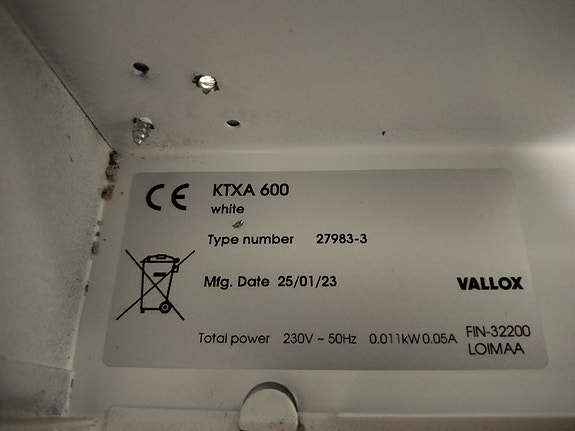 CE KTXA 600
white
Type number 27983-3
Mfg. Date 25/01/23 VALLOX
Total power 230V ~ 50Hz 0.011kW 0.05A FIN-32200
LOIMAA